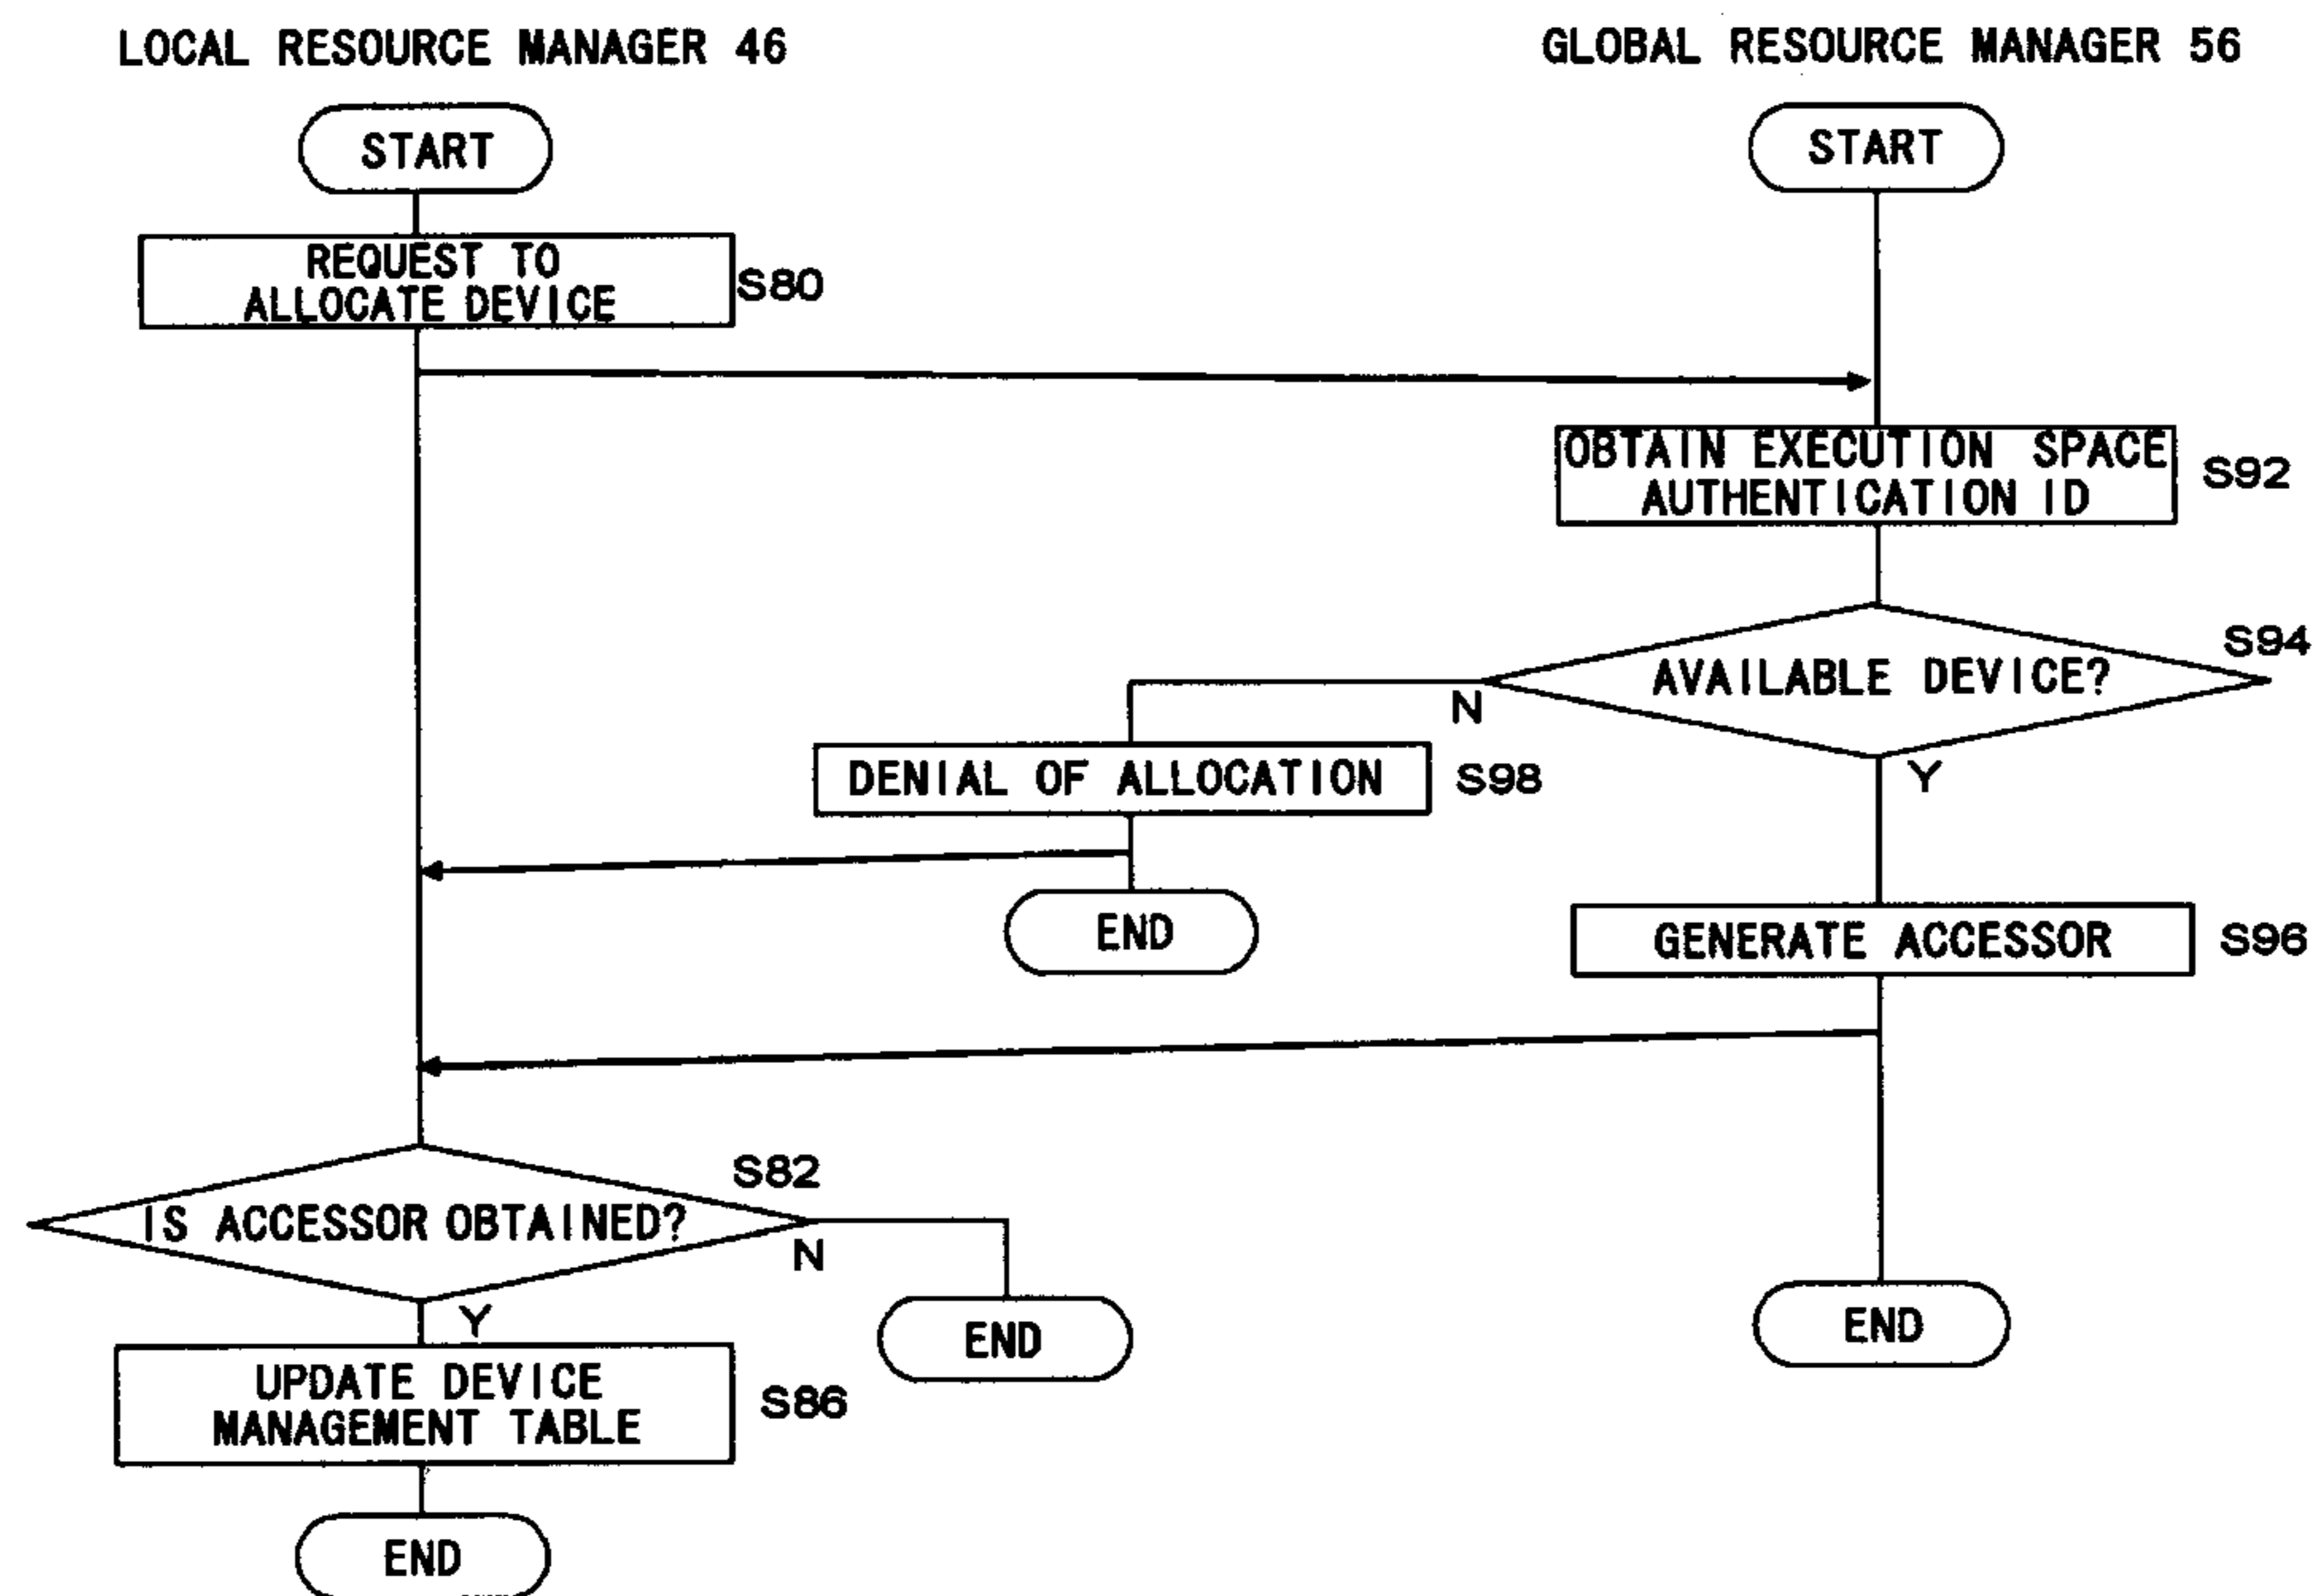 LOCAL RESOURCE MANAGER 46
GLOBAL RESOURCE MANAGER 56
START
START
REQUEST TO
ALLOCATE DEVICE
S80
OBTAIN EXECUTION SPACE
AUTHENTICATION ID
S92
S94
AVAILABLE DEVICE?
N
Y
DENIAL OF ALLOCATION
S98
END
GENERATE ACCESSOR
S96
S82
IS ACCESSOR OBTAINED?
N
Y
END
END
UPDATE DEVICE
MANAGEMENT TABLE
S86
END